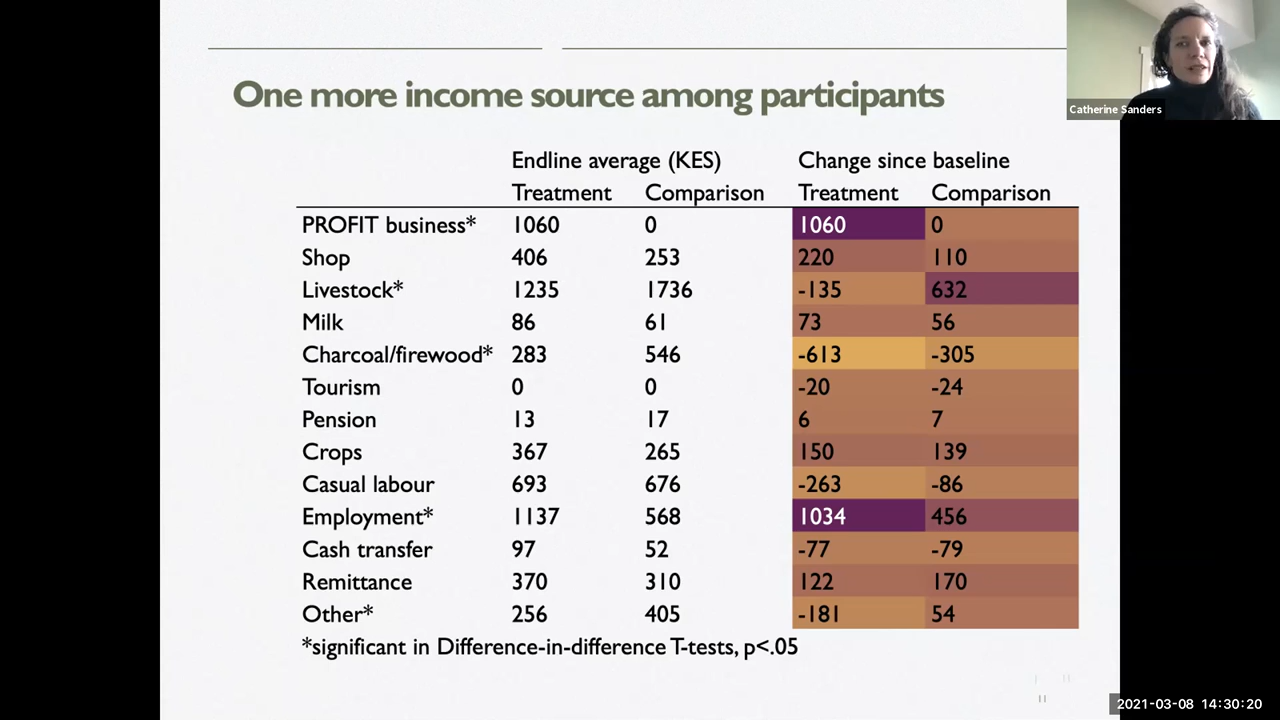 One more income source among participants
Catherine Sanders
Endline average (KES) Change since baseline
Treatment Comparison Treatment Comparison
PROFIT business* 1060 0 1060 0
Shop 406 253 220 110
Livestock* 1235 1736 -135 632
Milk 86 61 73 56
Charcoal/firewood* 283 546 -613 -305
Tourism 0 0 -20 -24
Pension 13 17 6 7
Crops 367 265 150 139
Casual labour 693 676 -263 -86
Employment* 1137 568 1034 456
Cash transfer 97 52 -77 -79
Remittance 370 310 122 170
Other* 256 405 -181 54
*significant in Difference-in-difference T-tests, p<.05
11
2021-03-08 14:30:20